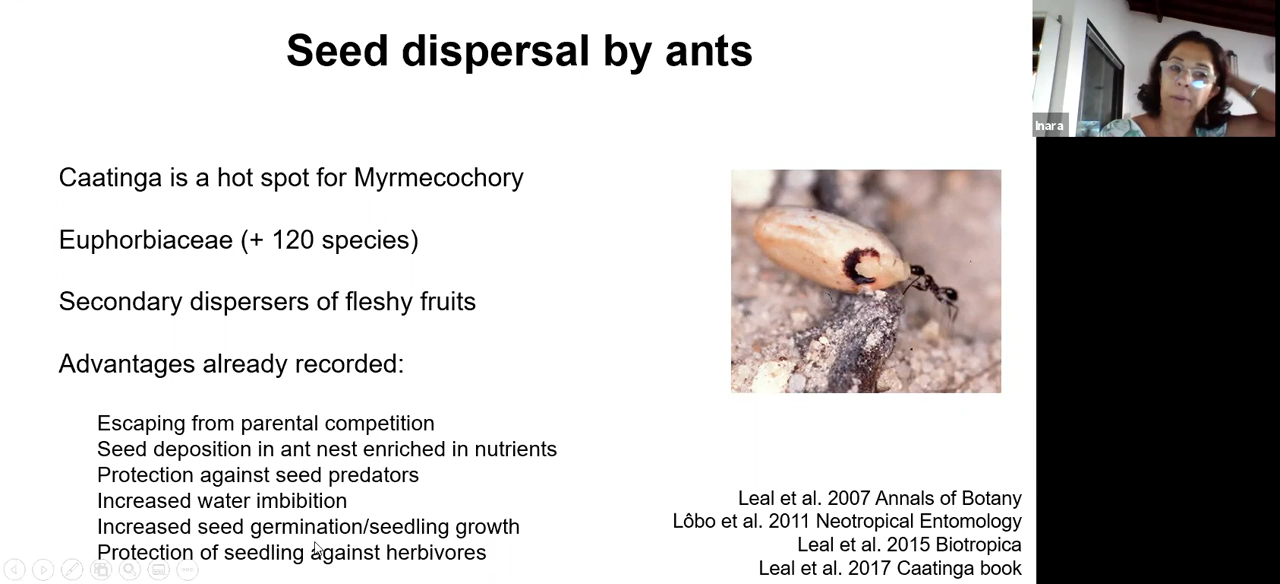 Seed dispersal by ants
Inara
Caatinga is a hot spot for Myrmecochory
Euphorbiaceae (+ 120 species)
Secondary dispersers of fleshy fruits
Advantages already recorded:
Escaping from parental competition
Seed deposition in ant nest enriched in nutrients
Protection against seed predators
Increased water imbibition
Increased seed germination/seedling growth
Protection of seedling against herbivores
Leal et al. 2007 Annals of Botany
Lôbo et al. 2011 Neotropical Entomology
Leal et al. 2015 Biotropica
Leal et al. 2017 Caatinga book